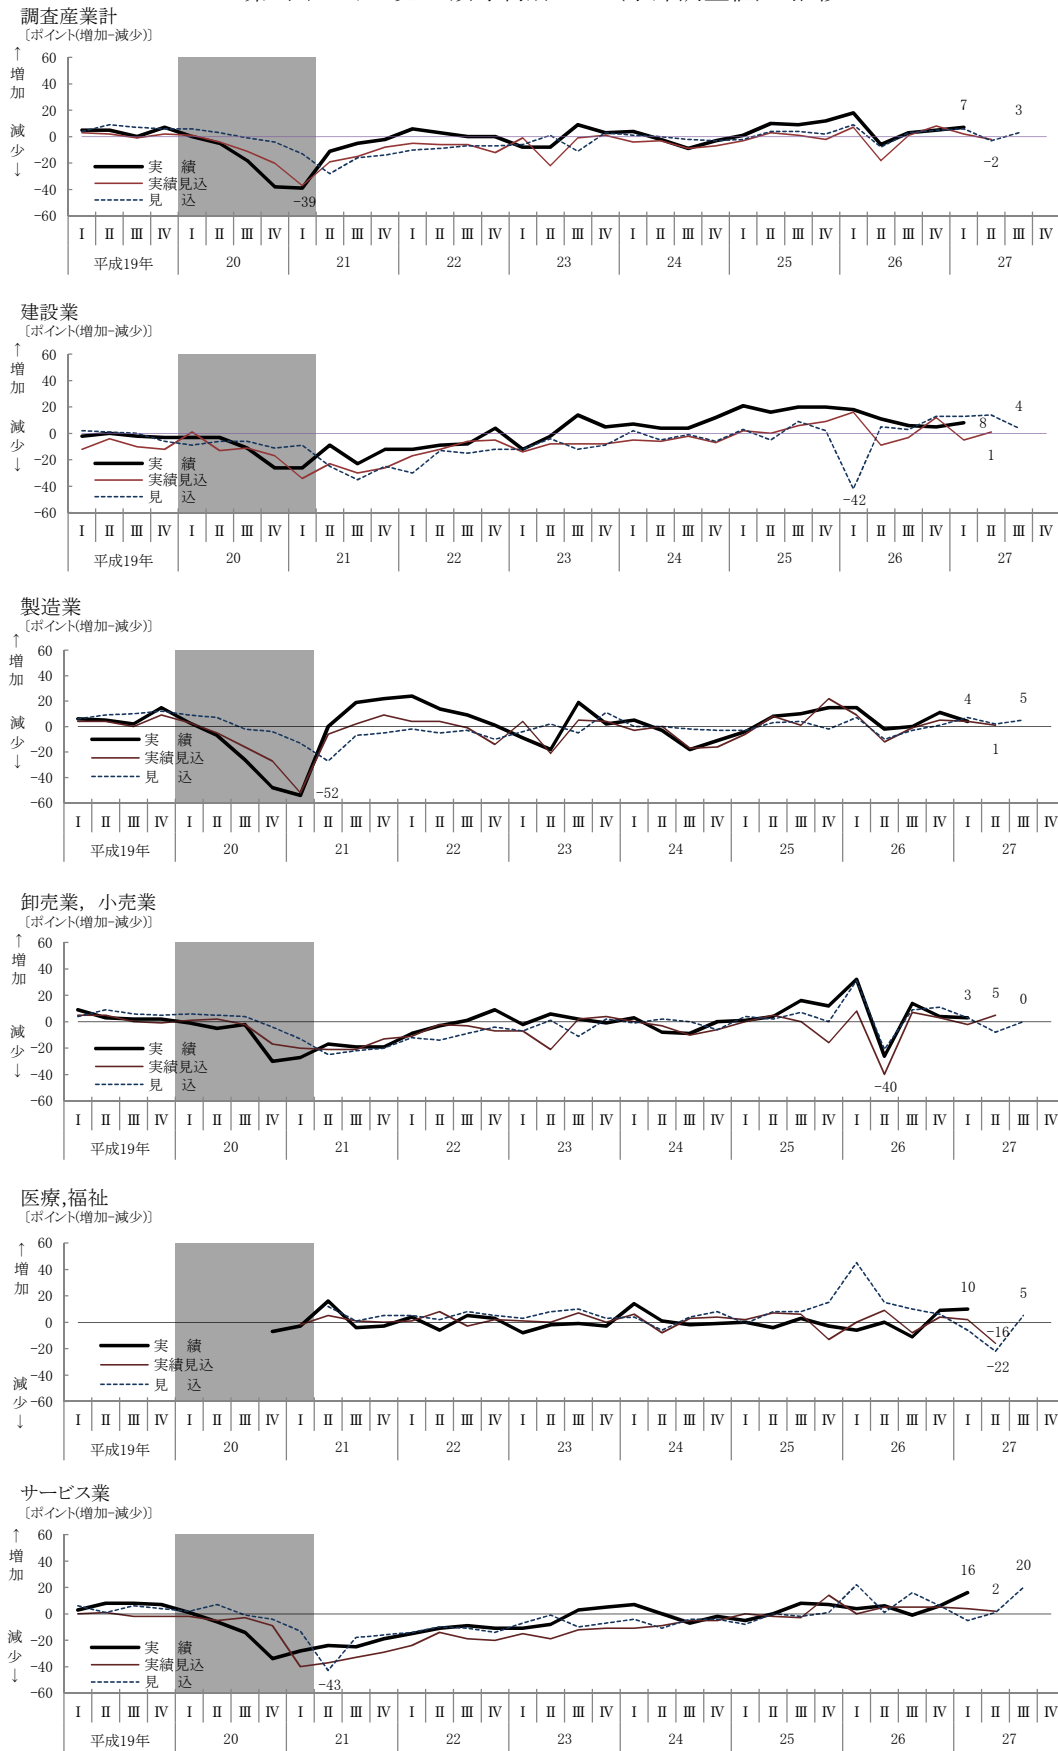 調査産業計
〔ポイント(増加-減少)〕
↑増加
減少↓
60
40
20
0
-20
-40
-60
7
3
-2
-39
実 績
実績見込
見 込
Ⅰ Ⅱ Ⅲ Ⅳ Ⅰ Ⅱ Ⅲ Ⅳ Ⅰ Ⅱ Ⅲ Ⅳ Ⅰ Ⅱ Ⅲ Ⅳ Ⅰ Ⅱ Ⅲ Ⅳ Ⅰ Ⅱ Ⅲ Ⅳ Ⅰ Ⅱ Ⅲ Ⅳ Ⅰ Ⅱ Ⅲ Ⅳ Ⅰ Ⅱ Ⅲ Ⅳ
平成19年 20 21 22 23 24 25 26 27
建設業
〔ポイント(増加-減少)〕
↑増加
減少↓
60
40
20
0
-20
-40
-60
4
8
1
-42
実 績
実績見込
見 込
Ⅰ Ⅱ Ⅲ Ⅳ Ⅰ Ⅱ Ⅲ Ⅳ Ⅰ Ⅱ Ⅲ Ⅳ Ⅰ Ⅱ Ⅲ Ⅳ Ⅰ Ⅱ Ⅲ Ⅳ Ⅰ Ⅱ Ⅲ Ⅳ Ⅰ Ⅱ Ⅲ Ⅳ Ⅰ Ⅱ Ⅲ Ⅳ Ⅰ Ⅱ Ⅲ Ⅳ
平成19年 20 21 22 23 24 25 26 27
製造業
〔ポイント(増加-減少)〕
↑増加
減少↓
60
40
20
0
-20
-40
-60
4
5
1
-52
実 績
実績見込
見 込
Ⅰ Ⅱ Ⅲ Ⅳ Ⅰ Ⅱ Ⅲ Ⅳ Ⅰ Ⅱ Ⅲ Ⅳ Ⅰ Ⅱ Ⅲ Ⅳ Ⅰ Ⅱ Ⅲ Ⅳ Ⅰ Ⅱ Ⅲ Ⅳ Ⅰ Ⅱ Ⅲ Ⅳ Ⅰ Ⅱ Ⅲ Ⅳ Ⅰ Ⅱ Ⅲ Ⅳ
平成19年 20 21 22 23 24 25 26 27
卸売業，小売業
〔ポイント(増加-減少)〕
↑増加
減少↓
60
40
20
0
-20
-40
-60
3
5
0
-40
実 績
実績見込
見 込
Ⅰ Ⅱ Ⅲ Ⅳ Ⅰ Ⅱ Ⅲ Ⅳ Ⅰ Ⅱ Ⅲ Ⅳ Ⅰ Ⅱ Ⅲ Ⅳ Ⅰ Ⅱ Ⅲ Ⅳ Ⅰ Ⅱ Ⅲ Ⅳ Ⅰ Ⅱ Ⅲ Ⅳ Ⅰ Ⅱ Ⅲ Ⅳ Ⅰ Ⅱ Ⅲ Ⅳ
平成19年 20 21 22 23 24 25 26 27
医療,福祉
〔ポイント(増加-減少)〕
↑増加
減少↓
60
40
20
0
-20
-40
-60
10
5
-16
-22
実 績
実績見込
見 込
Ⅰ Ⅱ Ⅲ Ⅳ Ⅰ Ⅱ Ⅲ Ⅳ Ⅰ Ⅱ Ⅲ Ⅳ Ⅰ Ⅱ Ⅲ Ⅳ Ⅰ Ⅱ Ⅲ Ⅳ Ⅰ Ⅱ Ⅲ Ⅳ Ⅰ Ⅱ Ⅲ Ⅳ Ⅰ Ⅱ Ⅲ Ⅳ Ⅰ Ⅱ Ⅲ Ⅳ
平成19年 20 21 22 23 24 25 26 27
サービス業
〔ポイント(増加-減少)〕
↑増加
減少↓
60
40
20
0
-20
-40
-60
16
2
20
-43
実 績
実績見込
見 込
Ⅰ Ⅱ Ⅲ Ⅳ Ⅰ Ⅱ Ⅲ Ⅳ Ⅰ Ⅱ Ⅲ Ⅳ Ⅰ Ⅱ Ⅲ Ⅳ Ⅰ Ⅱ Ⅲ Ⅳ Ⅰ Ⅱ Ⅲ Ⅳ Ⅰ Ⅱ Ⅲ Ⅳ Ⅰ Ⅱ Ⅲ Ⅳ Ⅰ Ⅱ Ⅲ Ⅳ
平成19年 20 21 22 23 24 25 26 27